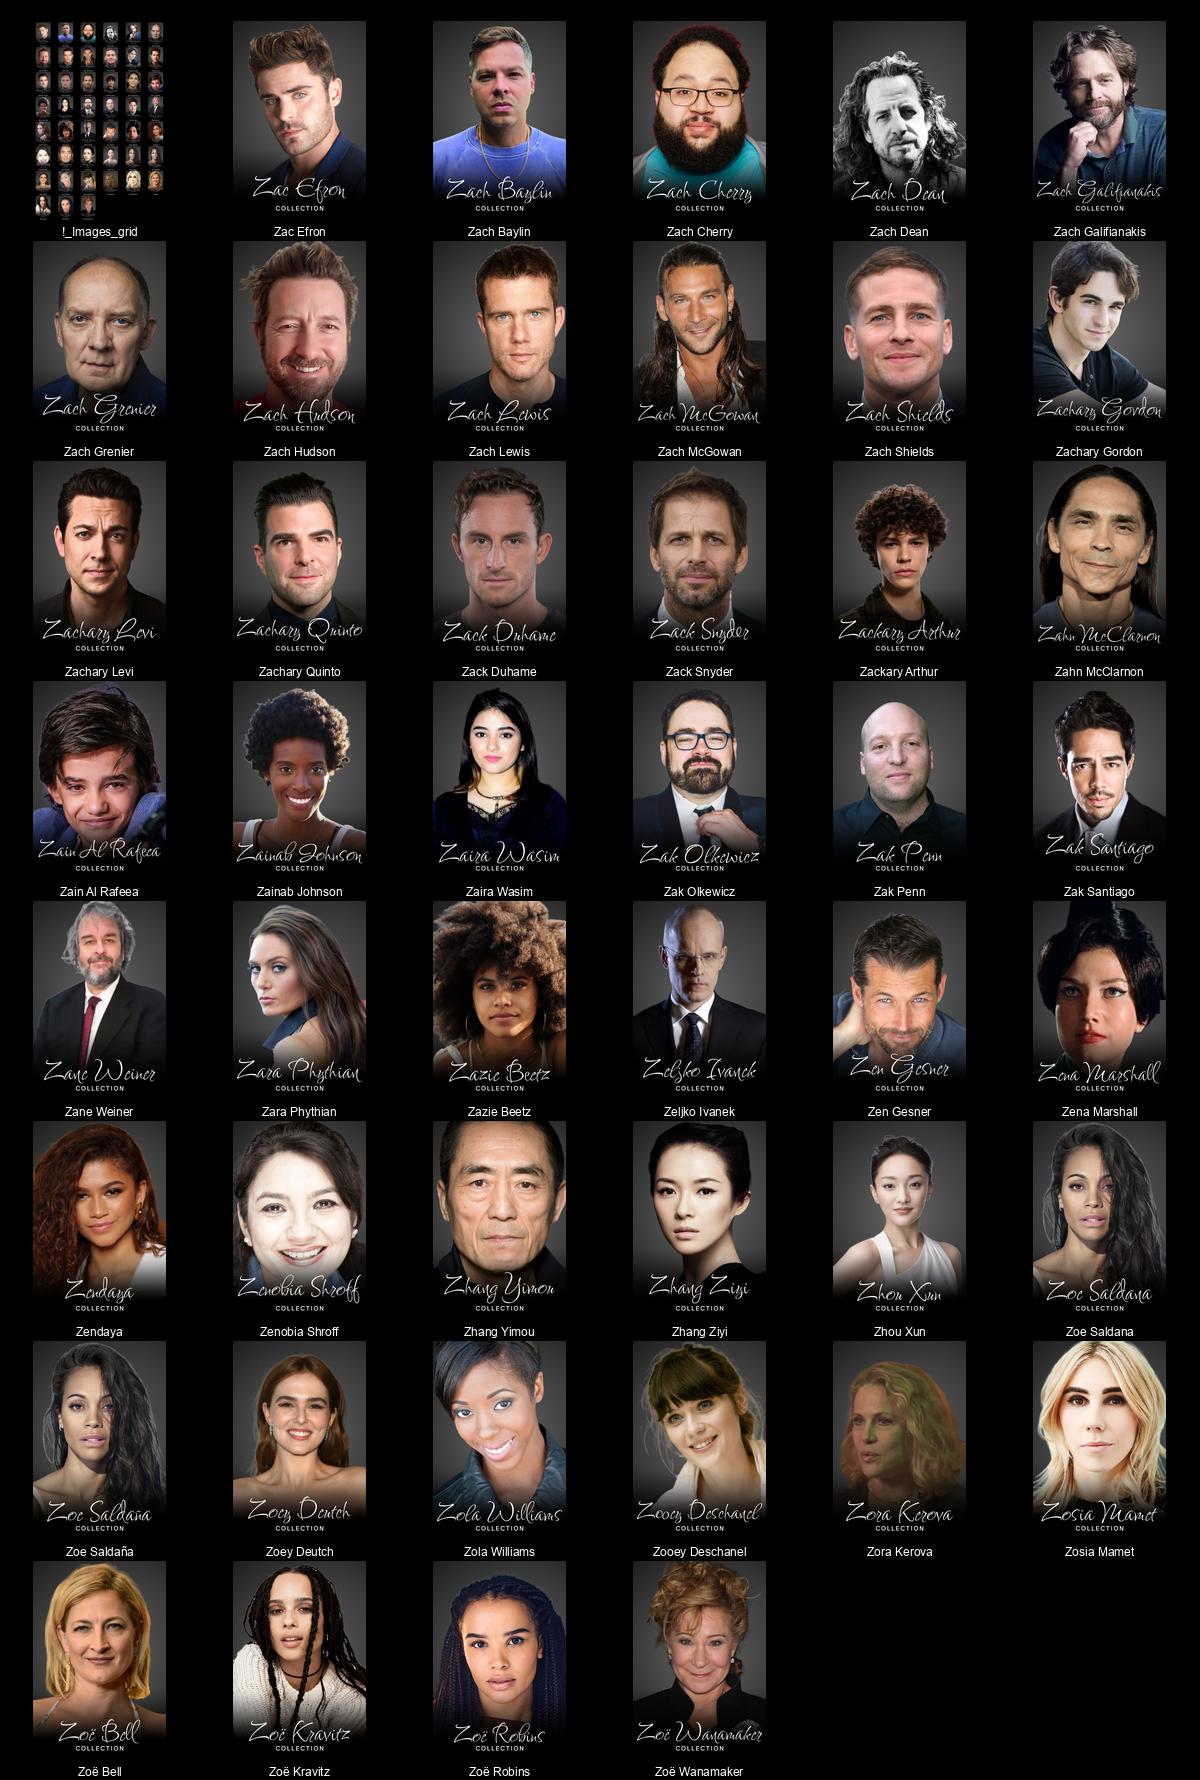 Zac Efron
COLLECTION
Zach Baylin
COLLECTION
Zach Cherry
COLLECTION
Zach Dean
COLLECTION
Zach Galifianakis
COLLECTION
!_Images_grid
Zac Efron
Zach Baylin
Zach Cherry
Zach Dean
Zach Galifianakis
Zach Grenier
COLLECTION
Zach Hudson
COLLECTION
Zach Lewis
COLLECTION
Zach McGowan
COLLECTION
Zach Shields
COLLECTION
Zachary Gordon
COLLECTION
Zach Grenier
Zach Hudson
Zach Lewis
Zach McGowan
Zach Shields
Zachary Gordon
Zachary Levi
COLLECTION
Zachary Quinto
COLLECTION
Zack Duhame
COLLECTION
Zack Snyder
COLLECTION
Zackary Arthur
COLLECTION
Zahn McClarnon
COLLECTION
Zachary Levi
Zachary Quinto
Zack Duhame
Zack Snyder
Zackary Arthur
Zahn McClarnon
Zain Al Rafeea
COLLECTION
Zainab Johnson
COLLECTION
Zaira Wasim
COLLECTION
Zak Olkewicz
COLLECTION
Zak Penn
COLLECTION
Zak Santiago
COLLECTION
Zain Al Rafeea
Zainab Johnson
Zaira Wasim
Zak Olkewicz
Zak Penn
Zak Santiago
Zane Weiner
COLLECTION
Zara Phythian
COLLECTION
Zazie Beetz
COLLECTION
Zeljko Ivanek
COLLECTION
Zen Gesner
COLLECTION
Zena Marshall
COLLECTION
Zane Weiner
Zara Phythian
Zazie Beetz
Zeljko Ivanek
Zen Gesner
Zena Marshall
Zendaya
COLLECTION
Zenobia Shroff
COLLECTION
Zhang Yimou
COLLECTION
Zhang Ziyi
COLLECTION
Zhou Xun
COLLECTION
Zoe Saldana
COLLECTION
Zendaya
Zenobia Shroff
Zhang Yimou
Zhang Ziyi
Zhou Xun
Zoe Saldana
Zoe Saldaña
COLLECTION
Zoey Deutch
COLLECTION
Zola Williams
COLLECTION
Zooey Deschanel
COLLECTION
Zora Kerova
COLLECTION
Zosia Mamet
COLLECTION
Zoe Saldaña
Zoey Deutch
Zola Williams
Zooey Deschanel
Zora Kerova
Zosia Mamet
Zoë Bell
COLLECTION
Zoë Kravitz
COLLECTION
Zoë Robins
COLLECTION
Zoë Wanamaker
COLLECTION
Zoë Bell
Zoë Kravitz
Zoë Robins
Zoë Wanamaker